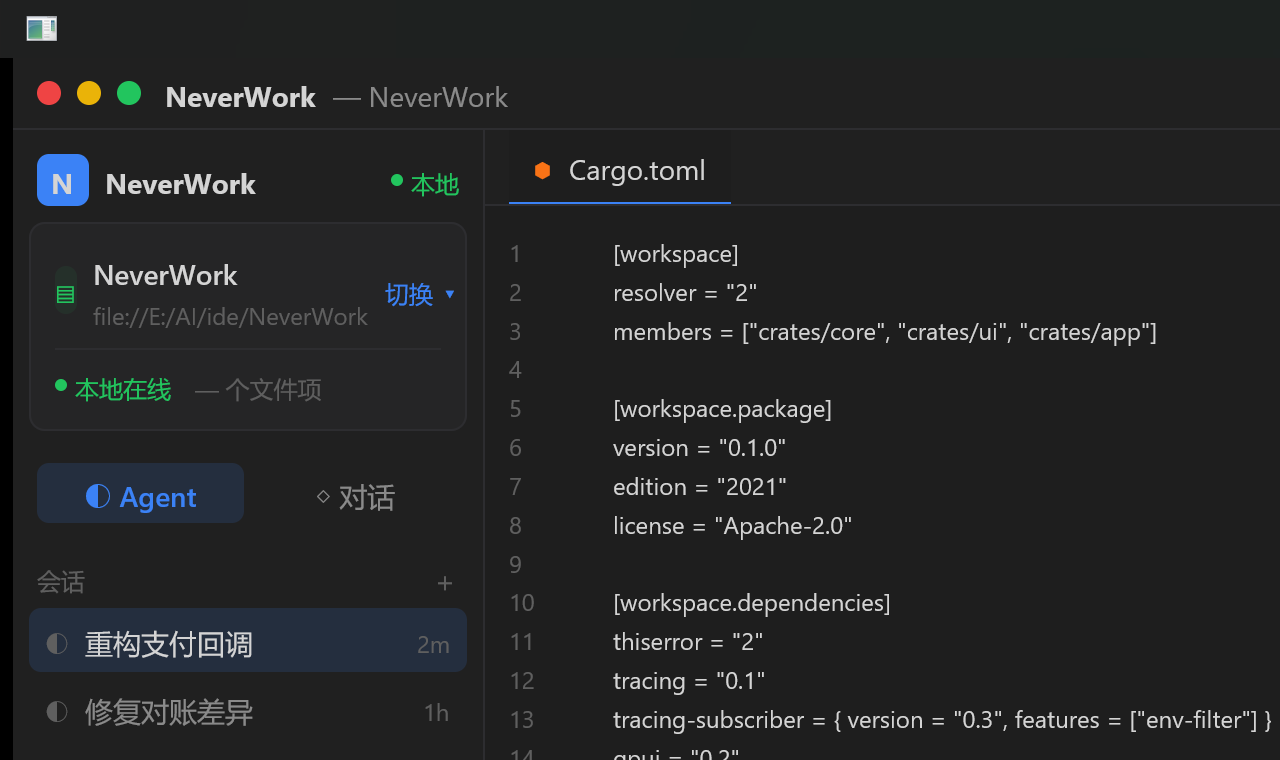 NeverWork — NeverWork
N NeverWork 本地
NeverWork
file://E:/AI/ide/NeverWork
切换
本地在线 — 个文件项
Agent 对话
会话 +
重构支付回调 2m
修复对账差异 1h
Cargo.toml
1 [workspace]
2 resolver = "2"
3 members = ["crates/core", "crates/ui", "crates/app"]
4
5 [workspace.package]
6 version = "0.1.0"
7 edition = "2021"
8 license = "Apache-2.0"
9
10 [workspace.dependencies]
11 thiserror = "2"
12 tracing = "0.1"
13 tracing-subscriber = { version = "0.3", features = ["env-filter"] }
14 gpui = "0.2"